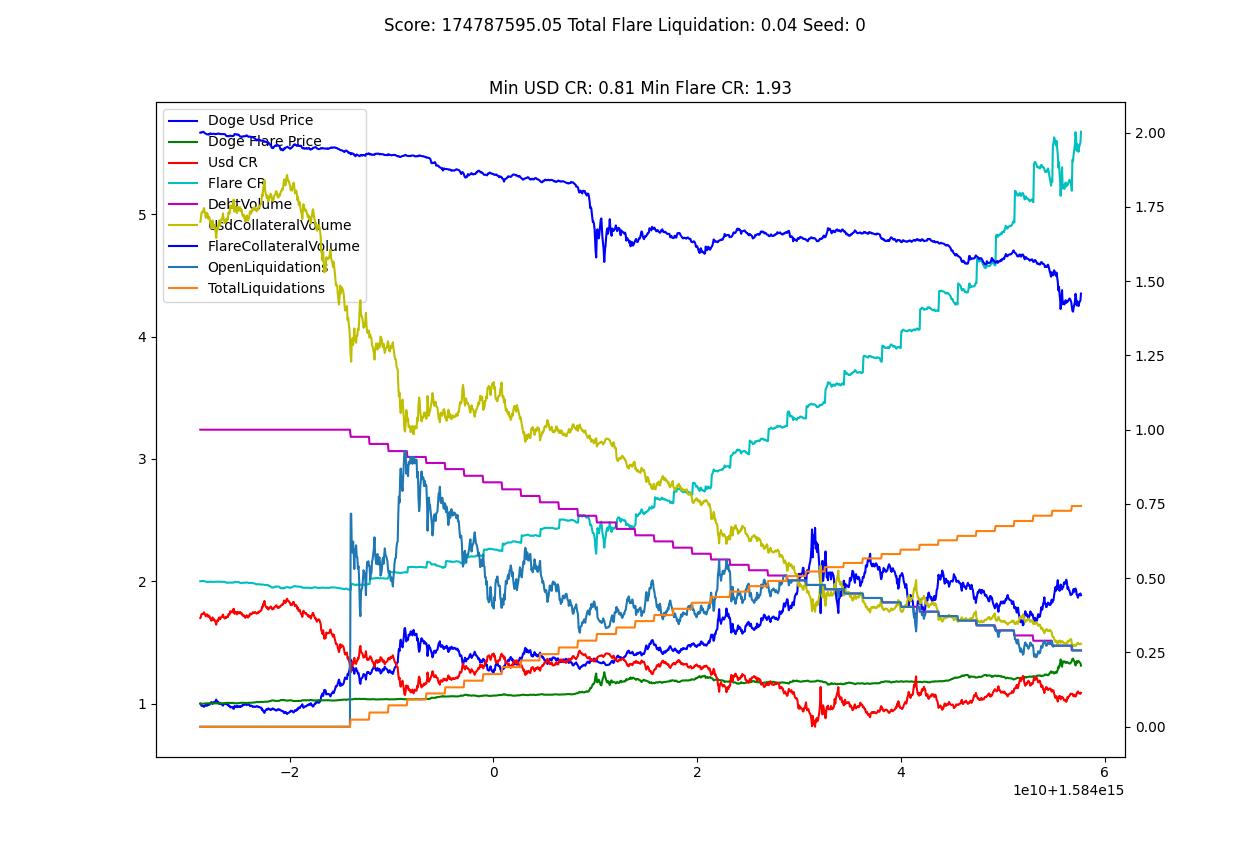 Score: 174787595.05 Total Flare Liquidation: 0.04 Seed: 0
Min USD CR: 0.81 Min Flare CR: 1.93
Doge Usd Price
Doge Flare Price
Usd CR
Flare CR
DebtVolume
UsdCollateralVolume
FlareCollateralVolume
OpenLiquidations
TotalLiquidations
5
4
3
2
1
2.00
1.75
1.50
1.25
1.00
0.75
0.50
0.25
0.00
−2
0
2
4
6
1e10+1.584e15